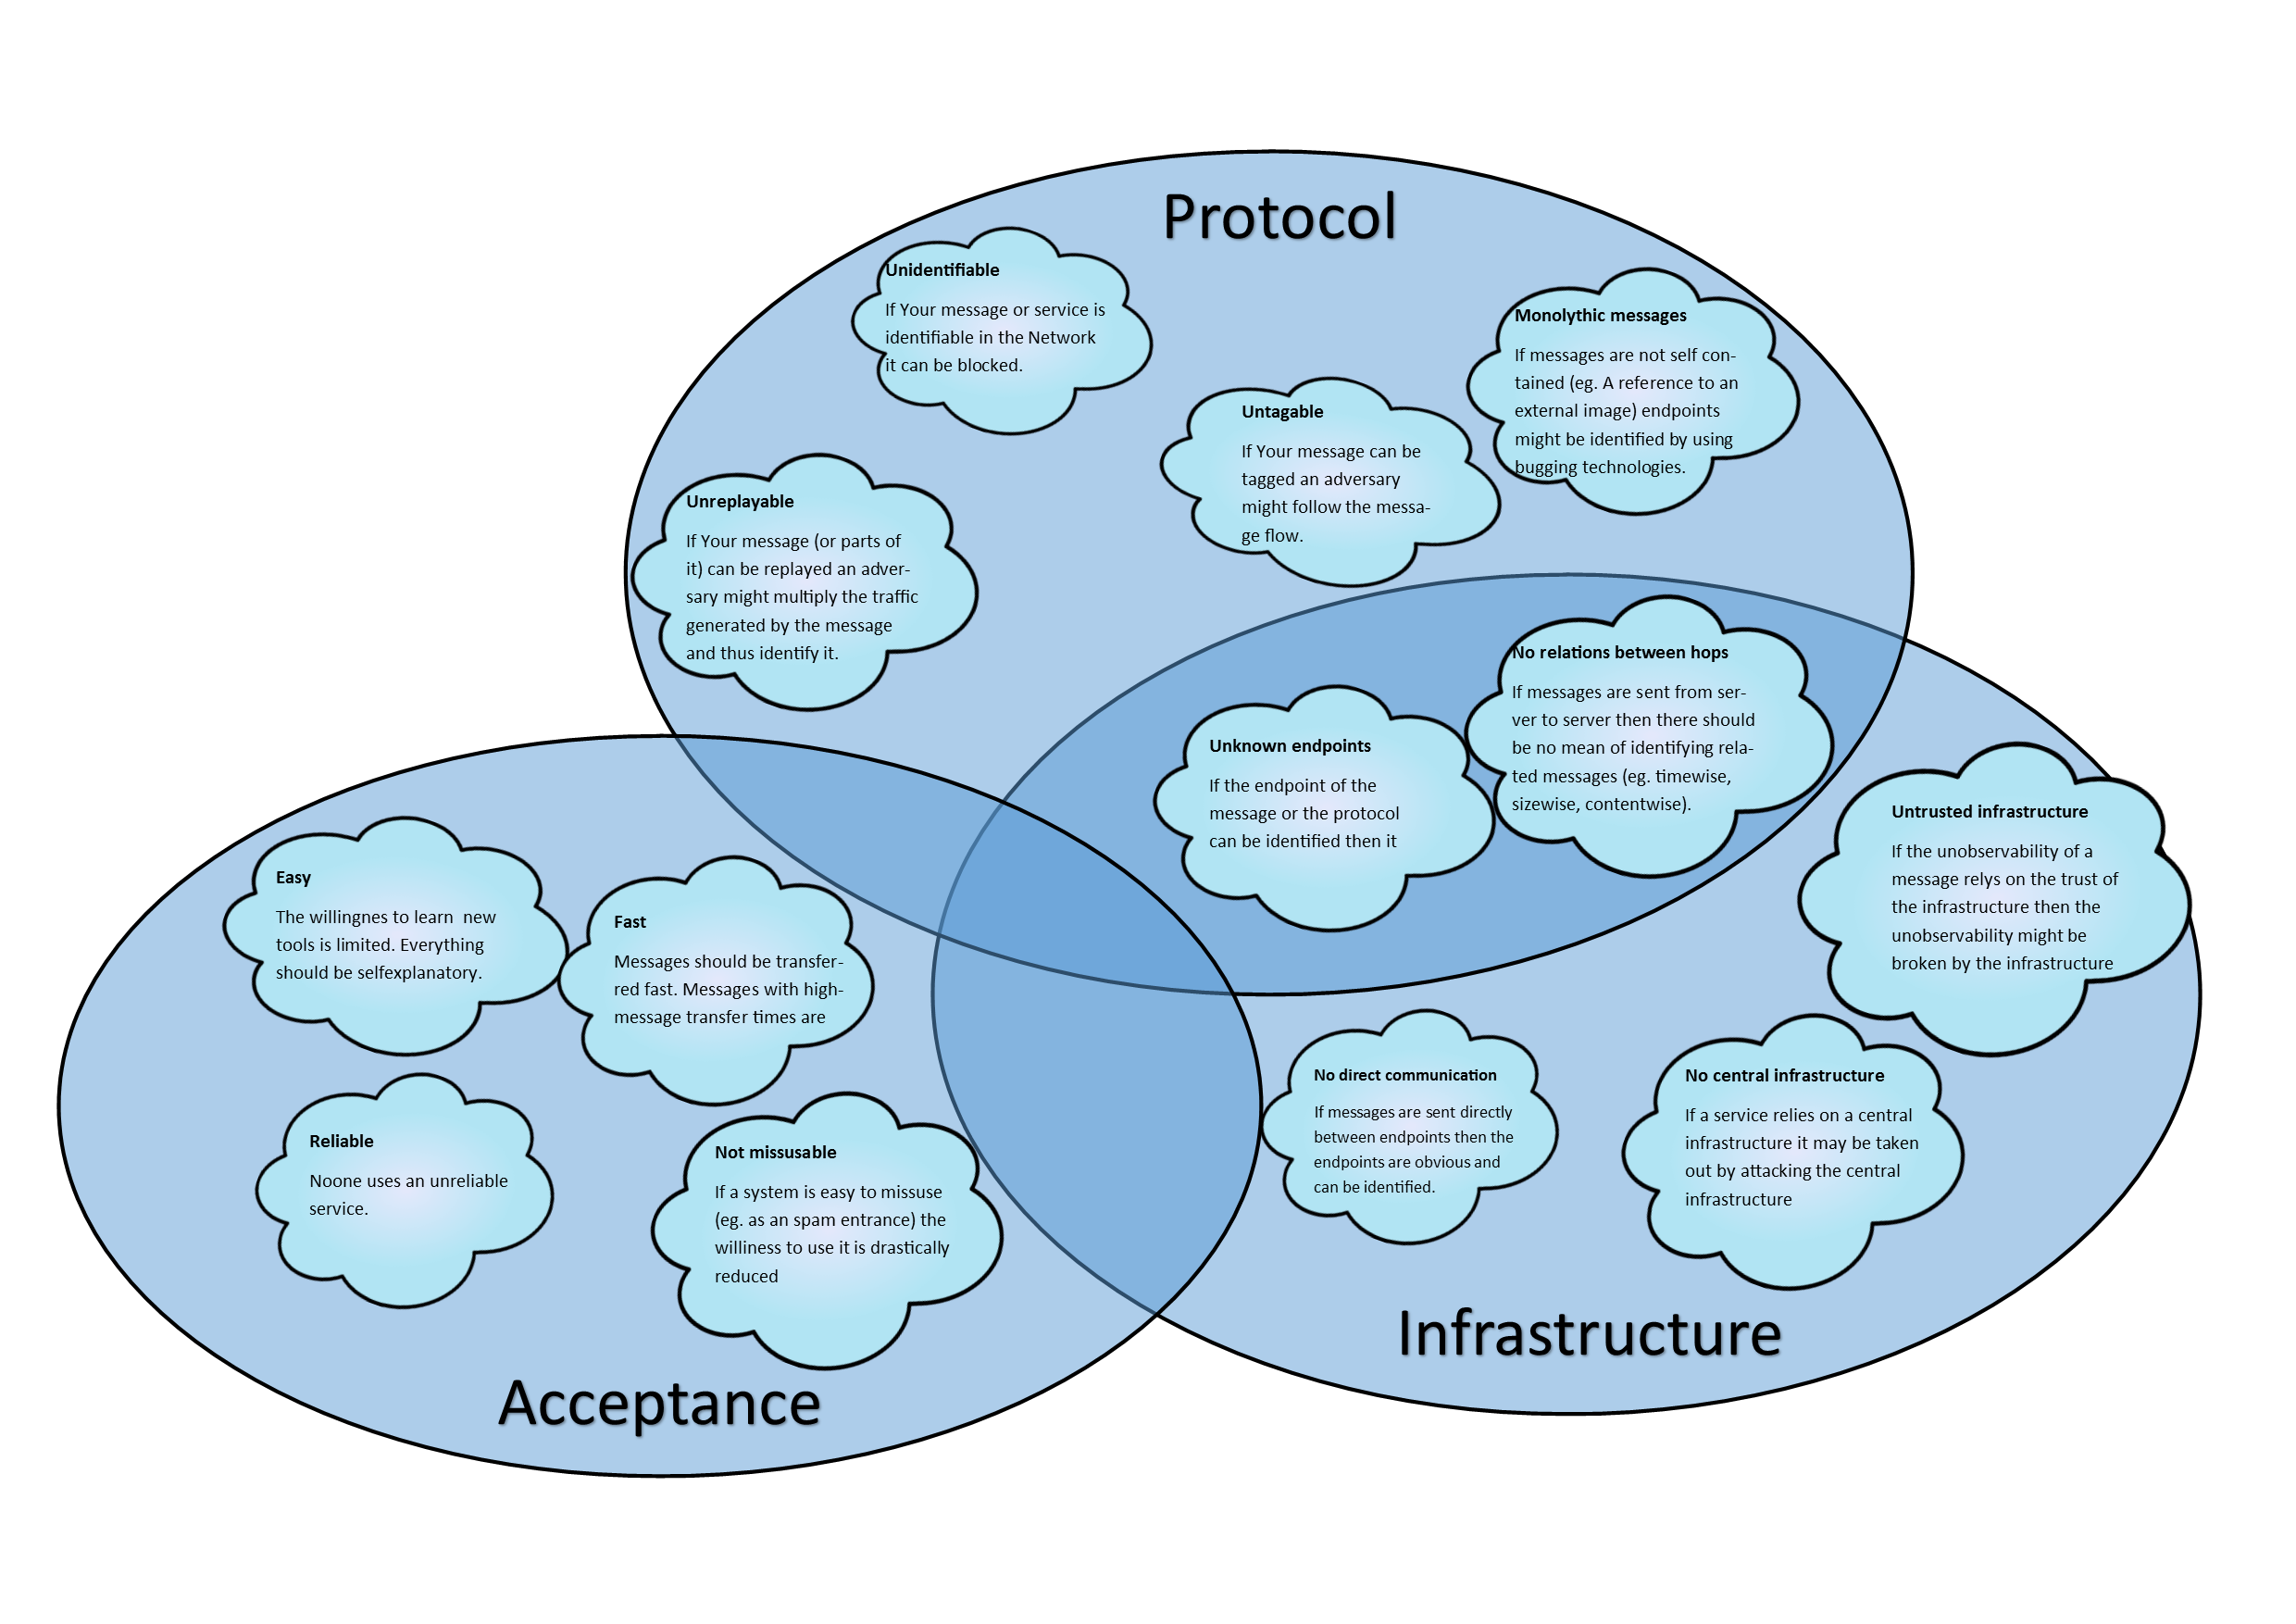 Protocol
Unidentifiable
If Your message or service is
identifiable in the Network
it can be blocked.
Monolythic messages
If messages are not self con-
tained (eg. A reference to an
external image) endpoints
might be identified by using
bugging technologies.
Untagable
If Your message can be
tagged an adversary
might follow the messa-
ge flow.
Unreplayable
If Your message (or parts of
it) can be replayed an adver-
sary might multiply the traffic
generated by the message
and thus identify it.
No relations between hops
If messages are sent from ser-
ver to server then there should
be no mean of identifying rela-
ted messages (eg. timewise,
sizewise, contentwise).
Unknown endpoints
If the endpoint of the
message or the protocol
can be identified then it
Untrusted infrastructure
If the unobservability of a
message relys on the trust of
the infrastructure then the
unobservability might be
broken by the infrastructure
Easy
The willingnes to learn  new
tools is limited. Everything
should be selfexplanatory.
Fast
Messages should be transfer-
red fast. Messages with high-
message transfer times are
No direct communication
If messages are sent directly
between endpoints then the
endpoints are obvious and
can be identified.
No central infrastructure
If a service relies on a central
infrastructure it may be taken
out by attacking the central
infrastructure
Reliable
Noone uses an unreliable
service.
Not missusable
If a system is easy to missuse
(eg. as an spam entrance) the
williness to use it is drastically
reduced
Infrastructure
Acceptance